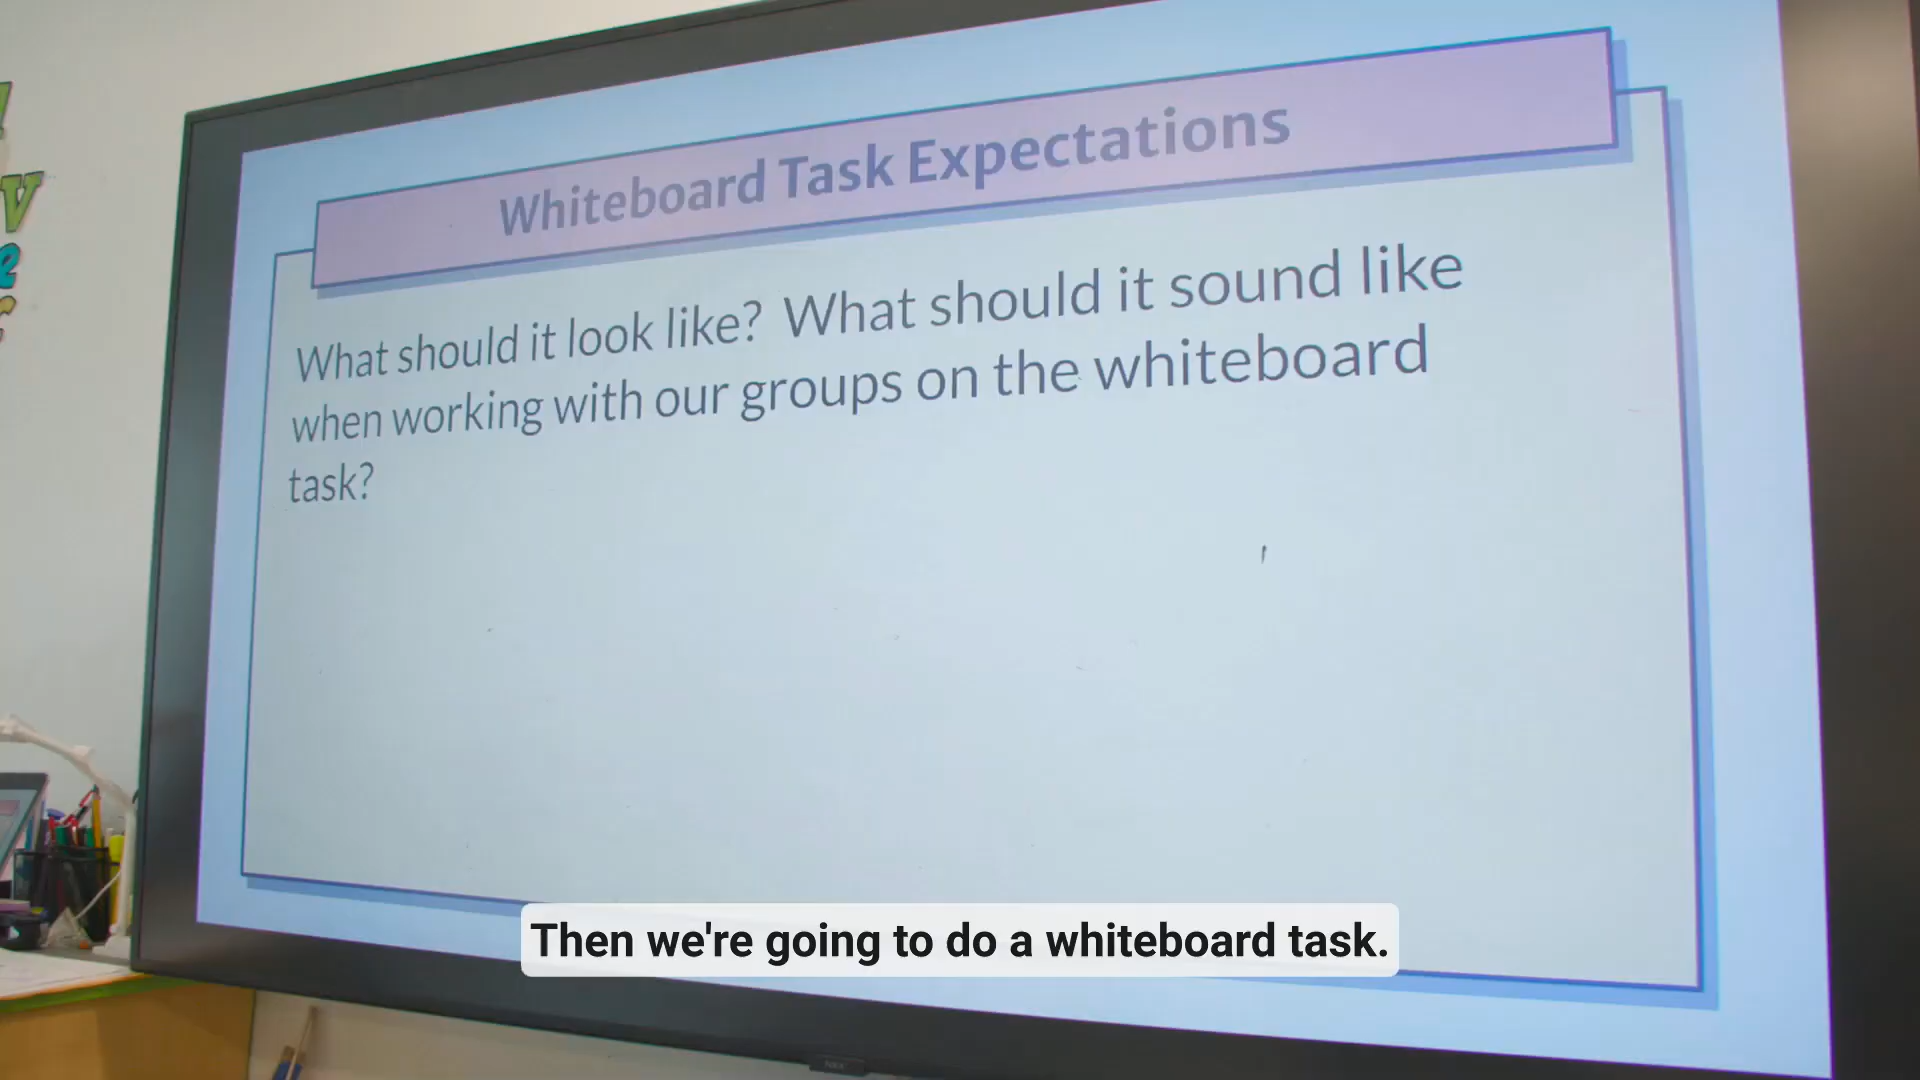 Whiteboard Task Expectations
What should it look like? What should it sound like
when working with our groups on the whiteboard
task?
Then we're going to do a whiteboard task.